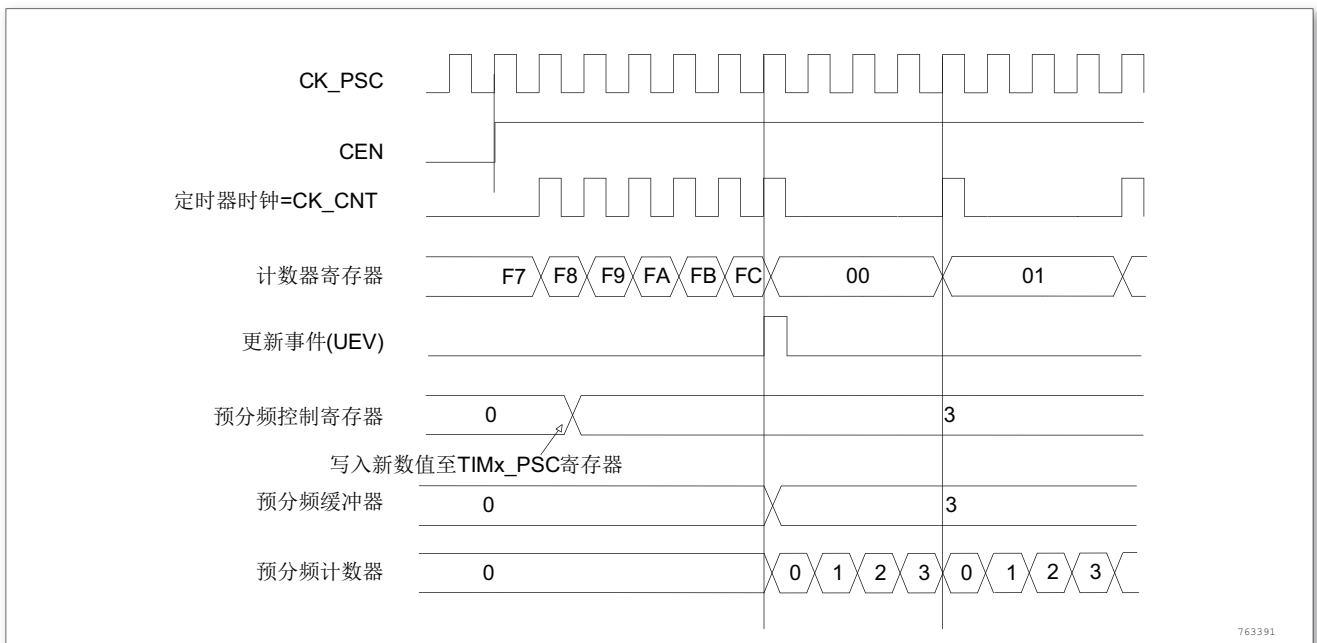 CK_PSC
CEN
定时器时钟=CK_CNT
计数器寄存器 F7 F8 F9 FA FB FC 00 01
更新事件(UEV)
预分频控制寄存器 0 3
写入新数值至TIMx_PSC寄存器
预分频缓冲器 0 3
预分频计数器 0 0 1 2 3 0 1 2 3
763391